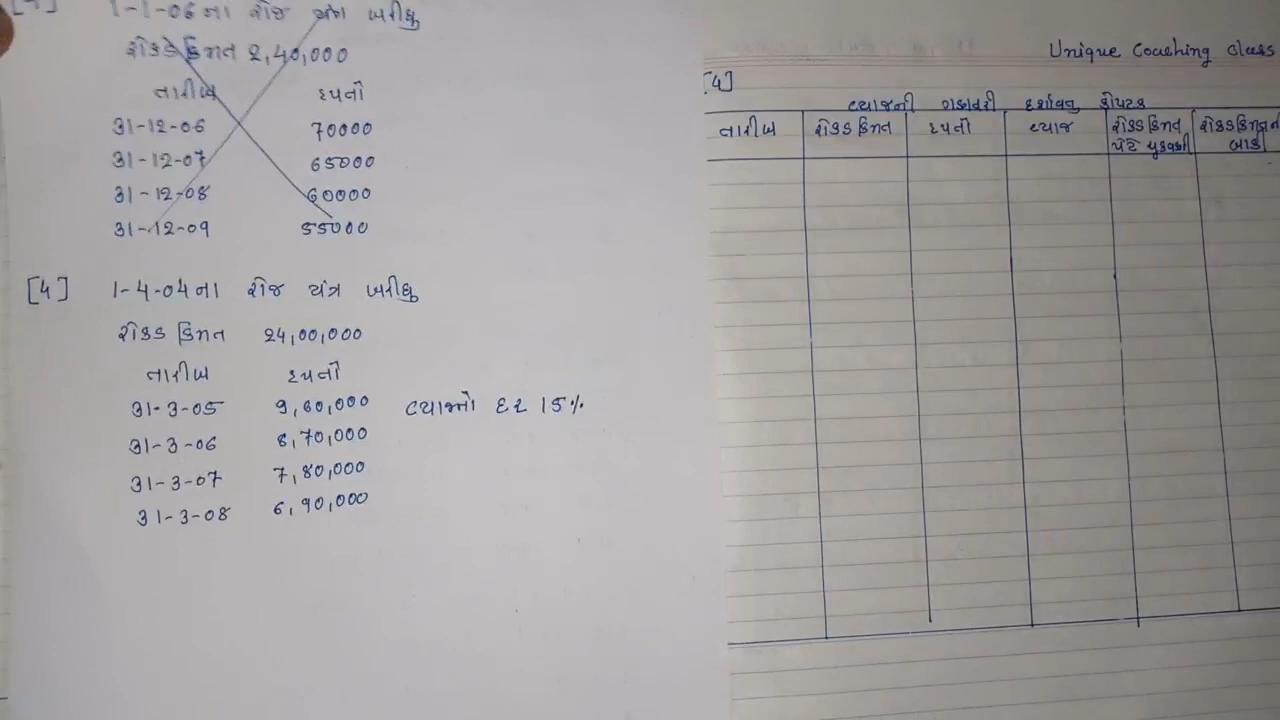 1-1-06ના રોજ યંત્ર ખરીદ્યુ
રોકડ કિંમત 2,40,000
તારીખ હપતો
31-12-06 70000
31-12-07 65000
31-12-08 60000
31-12-09 55000
[5] 1-4-04ના રોજ યંત્ર ખરીદ્યુ
રોકડ કિંમત 24,00,000
તારીખ હપતો
31-3-05 9,60,000 વ્યાજનો દર 15%
31-3-06 8,70,000
31-3-07 7,80,000
31-3-08 6,90,000
Unique Coaching Class
[5]
વ્યાજની ગણતરી દર્શાવતુ કોષ્ટક
તારીખ રોકડ કિંમત હપતો વ્યાજ રોકડ કિંમત પેટે ચુકવણી રોકડ કિંમતની બાકી